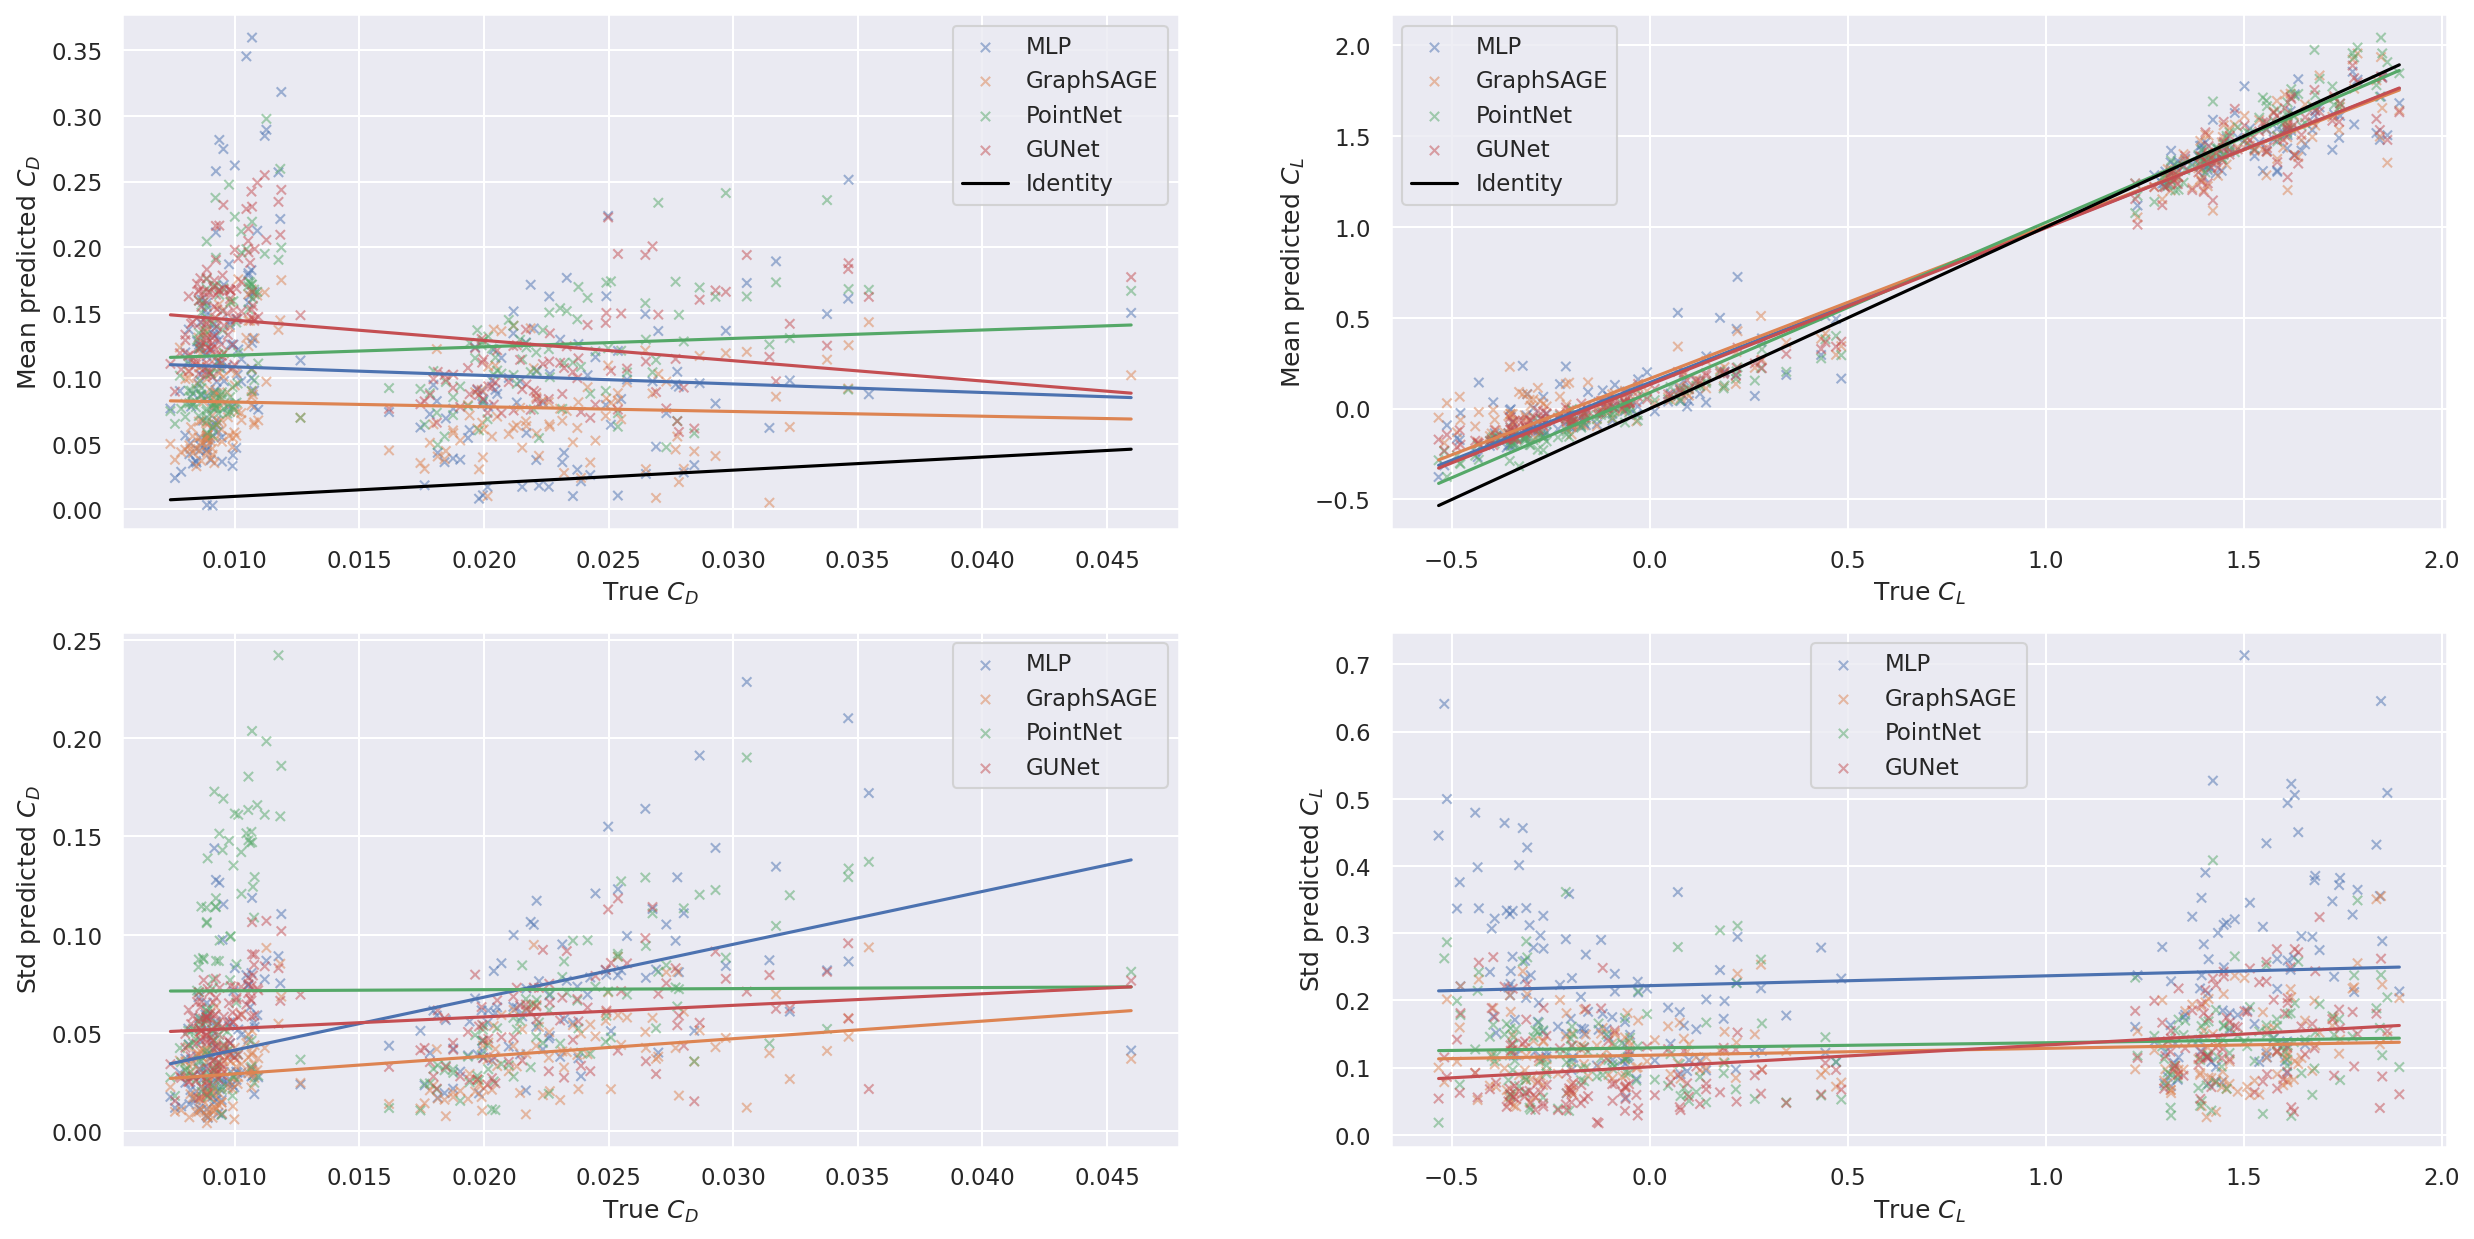 Mean predicted C_D
0.35
0.30
0.25
0.20
0.15
0.10
0.05
0.00
MLP
GraphSAGE
PointNet
GUNet
Identity
0.010 0.015 0.020 0.025 0.030 0.035 0.040 0.045
True C_D
Mean predicted C_L
2.0
1.5
1.0
0.5
0.0
−0.5
MLP
GraphSAGE
PointNet
GUNet
Identity
−0.5 0.0 0.5 1.0 1.5 2.0
True C_L
Std predicted C_D
0.25
0.20
0.15
0.10
0.05
0.00
MLP
GraphSAGE
PointNet
GUNet
0.010 0.015 0.020 0.025 0.030 0.035 0.040 0.045
True C_D
Std predicted C_L
0.7
0.6
0.5
0.4
0.3
0.2
0.1
0.0
MLP
GraphSAGE
PointNet
GUNet
−0.5 0.0 0.5 1.0 1.5 2.0
True C_L